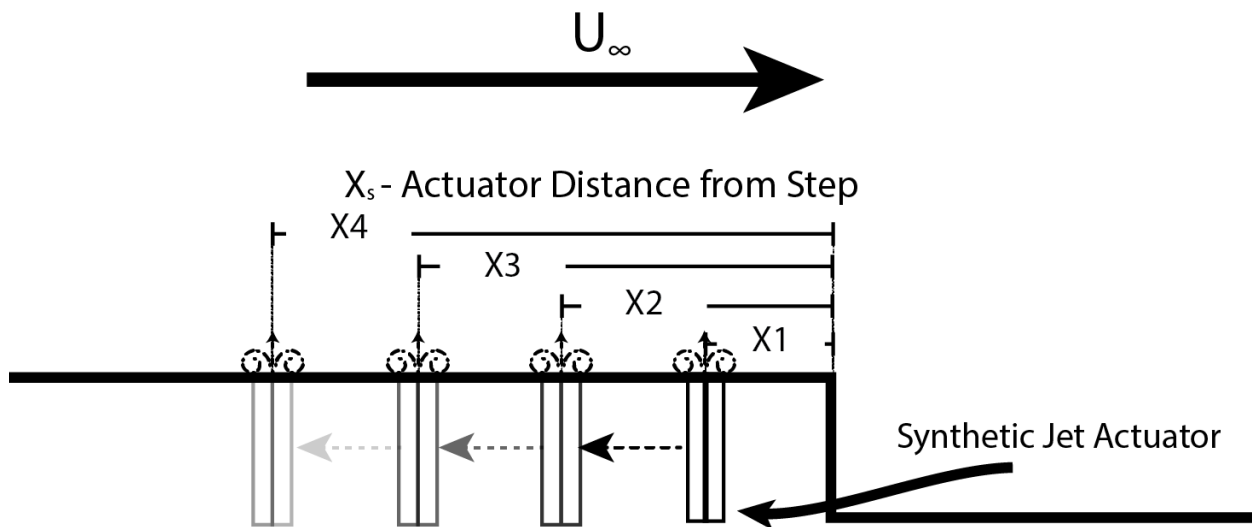 U∞
Xs - Actuator Distance from Step
X4
X3
X2
X1
Synthetic Jet Actuator